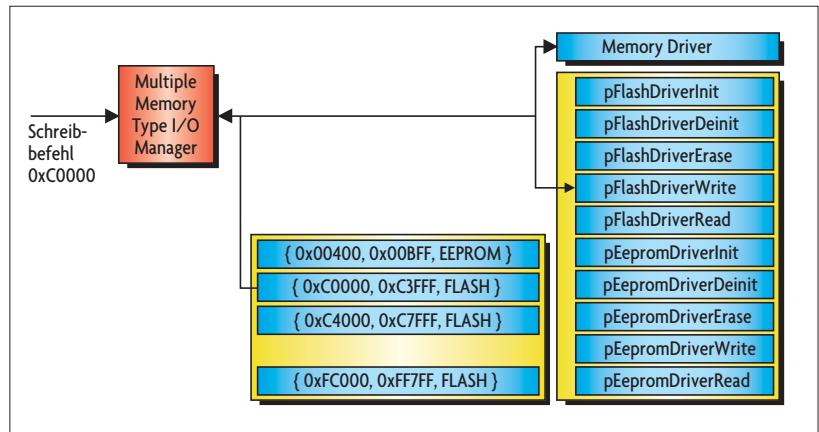 Schreib-
befehl
0xC0000
Multiple
Memory
Type I/O
Manager
{ 0x00400, 0x00BFF, EEPROM }
{ 0xC0000, 0xC3FFF, FLASH }
{ 0xC4000, 0xC7FFF, FLASH }
{ 0xFC000, 0xFF7FF, FLASH }
Memory Driver
pFlashDriverInit
pFlashDriverDeinit
pFlashDriverErase
pFlashDriverWrite
pFlashDriverRead
pEepromDriverInit
pEepromDriverDeinit
pEepromDriverErase
pEepromDriverWrite
pEepromDriverRead